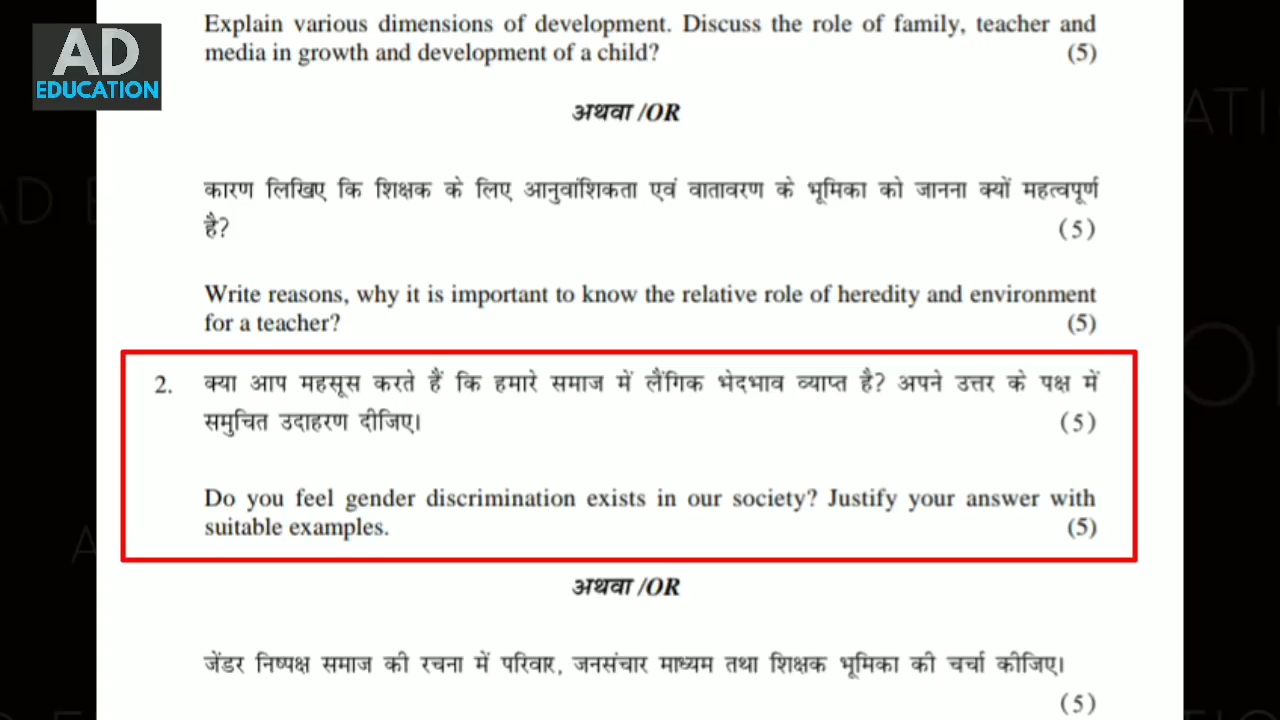 AD
EDUCATION
Explain various dimensions of development. Discuss the role of family, teacher and
media in growth and development of a child? (5)
अथवा /OR
कारण लिखिए कि शिक्षक के लिए आनुवांशिकता एवं वातावरण के भूमिका को जानना क्यों महत्वपूर्ण
है? (5)
Write reasons, why it is important to know the relative role of heredity and environment
for a teacher? (5)
2. क्या आप महसूस करते हैं कि हमारे समाज में लैंगिक भेदभाव व्याप्त है? अपने उत्तर के पक्ष में
समुचित उदाहरण दीजिए। (5)
Do you feel gender discrimination exists in our society? Justify your answer with
suitable examples. (5)
अथवा /OR
जेंडर निष्पक्ष समाज की रचना में परिवार, जनसंचार माध्यम तथा शिक्षक भूमिका की चर्चा कीजिए।
(5)